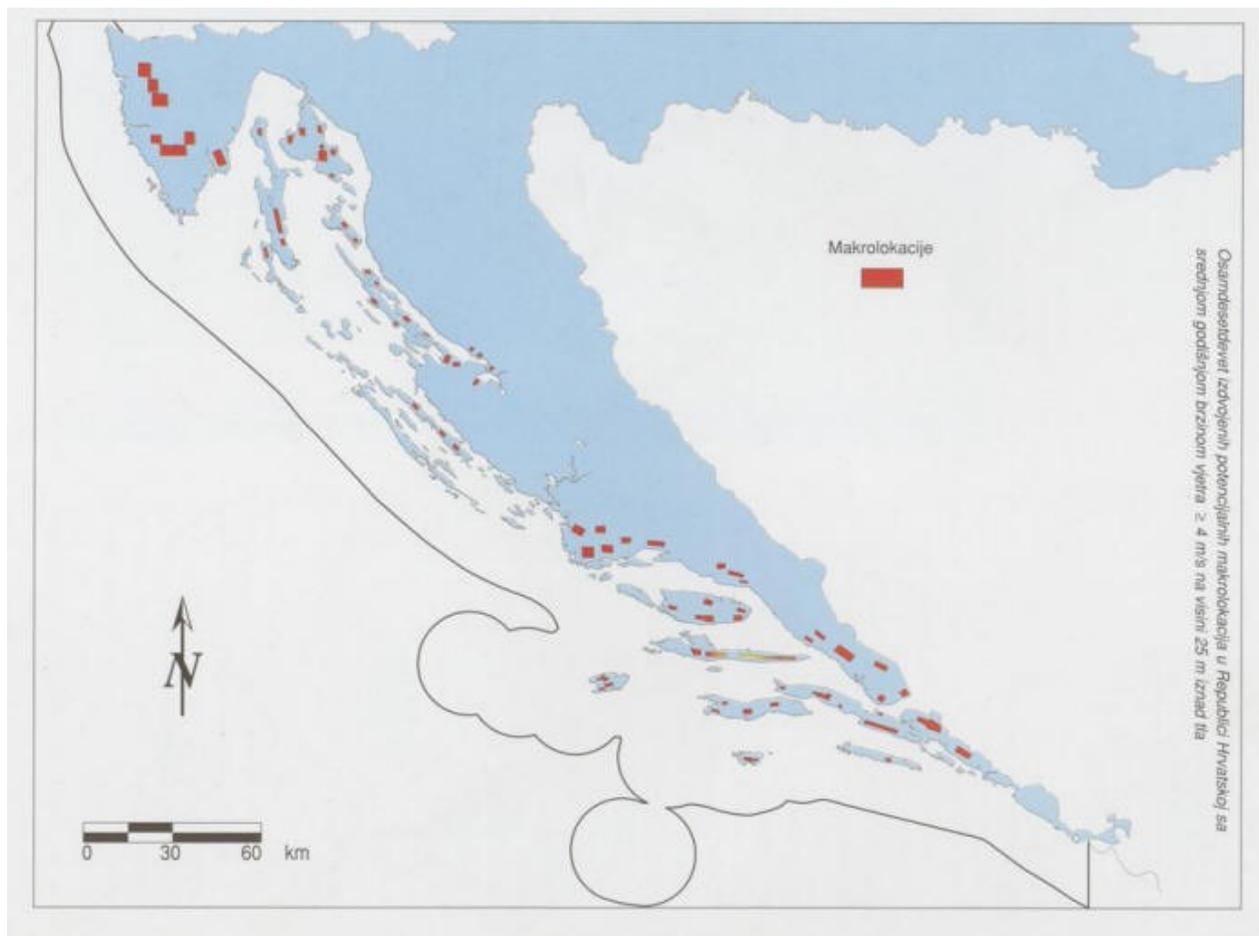 Makrolokacije
Osamdesetdevet izdvojenih potencijalnih makrolokacija u Republici Hrvatskoj sa
srednjom godišnjom brzinom vjetra ≥ 4 m/s na visini 25 m iznad tla
N
0 30 60 km